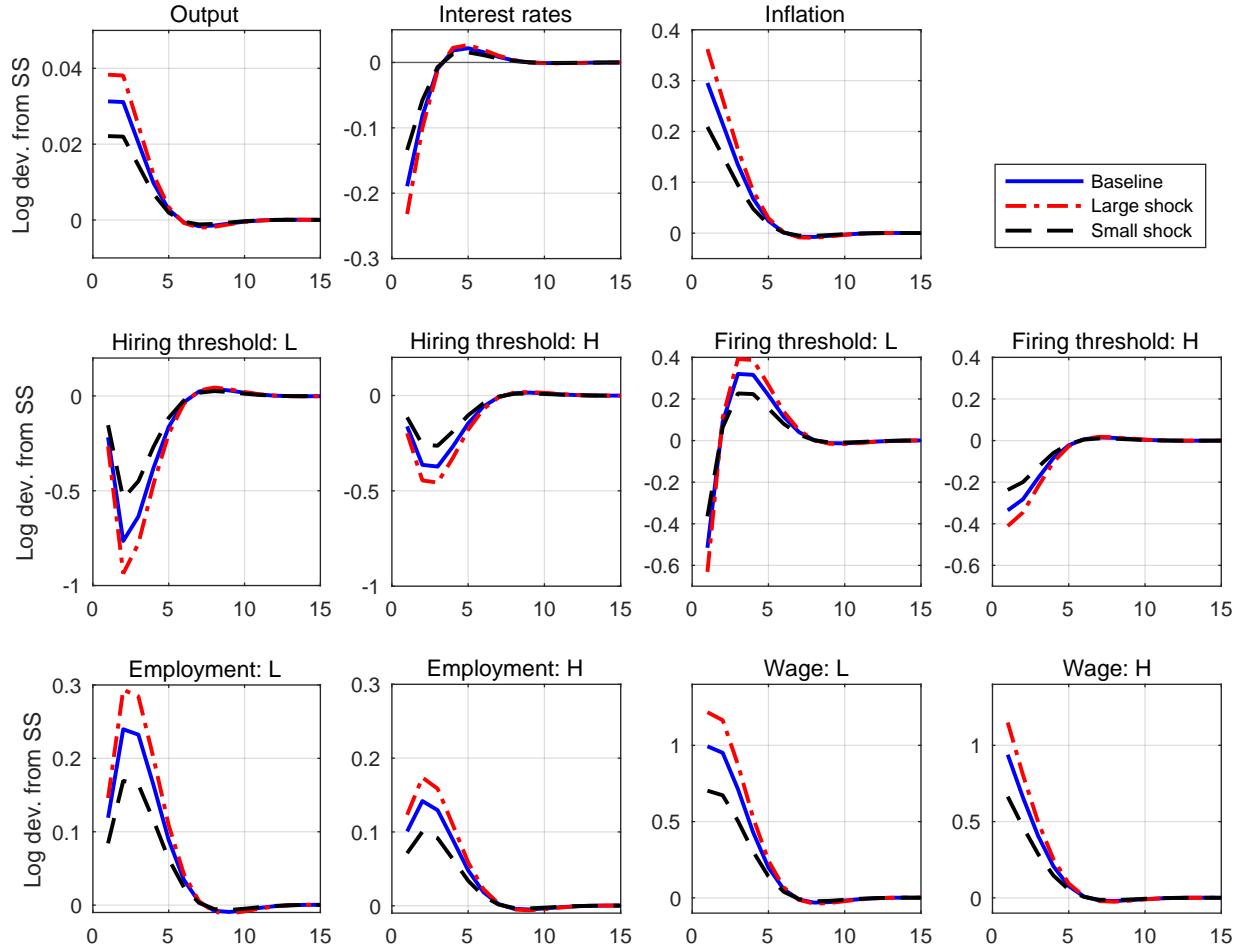 Output
Interest rates
Inflation
Log dev. from SS
0.04
0.02
0
0 5 10 15
0
-0.1
-0.2
-0.3
0 5 10 15
0.4
0.3
0.2
0.1
0
0 5 10 15
Baseline
Large shock
Small shock
Hiring threshold: L
Hiring threshold: H
Firing threshold: L
Firing threshold: H
Log dev. from SS
0
-0.5
-1
0 5 10 15
0
-0.5
-1
0 5 10 15
0.4
0.2
0
-0.2
-0.4
-0.6
0 5 10 15
0.4
0.2
0
-0.2
-0.4
-0.6
0 5 10 15
Employment: L
Employment: H
Wage: L
Wage: H
Log dev. from SS
0.3
0.2
0.1
0
0 5 10 15
0.3
0.2
0.1
0
0 5 10 15
1
0.5
0
0 5 10 15
1
0.5
0
0 5 10 15